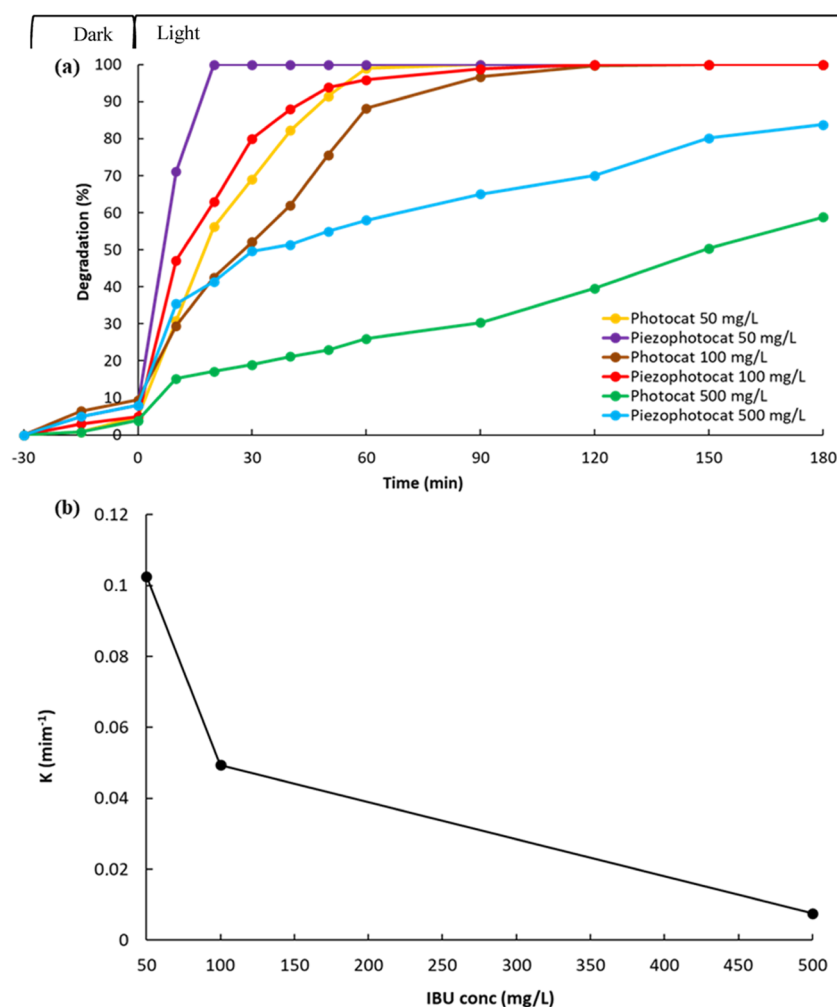 Dark Light
(a)
100
90
80
70
60
50
40
30
20
10
0
Degradation (%)
Photocat 50 mg/L
Piezophotocat 50 mg/L
Photocat 100 mg/L
Piezophotocat 100 mg/L
Photocat 500 mg/L
Piezophotocat 500 mg/L
-30 0 30 60 90 120 150 180
Time (min)
(b)
0.12
0.1
0.08
0.06
0.04
0.02
0
K (mim⁻¹)
50 100 150 200 250 300 350 400 450 500
IBU conc (mg/L)